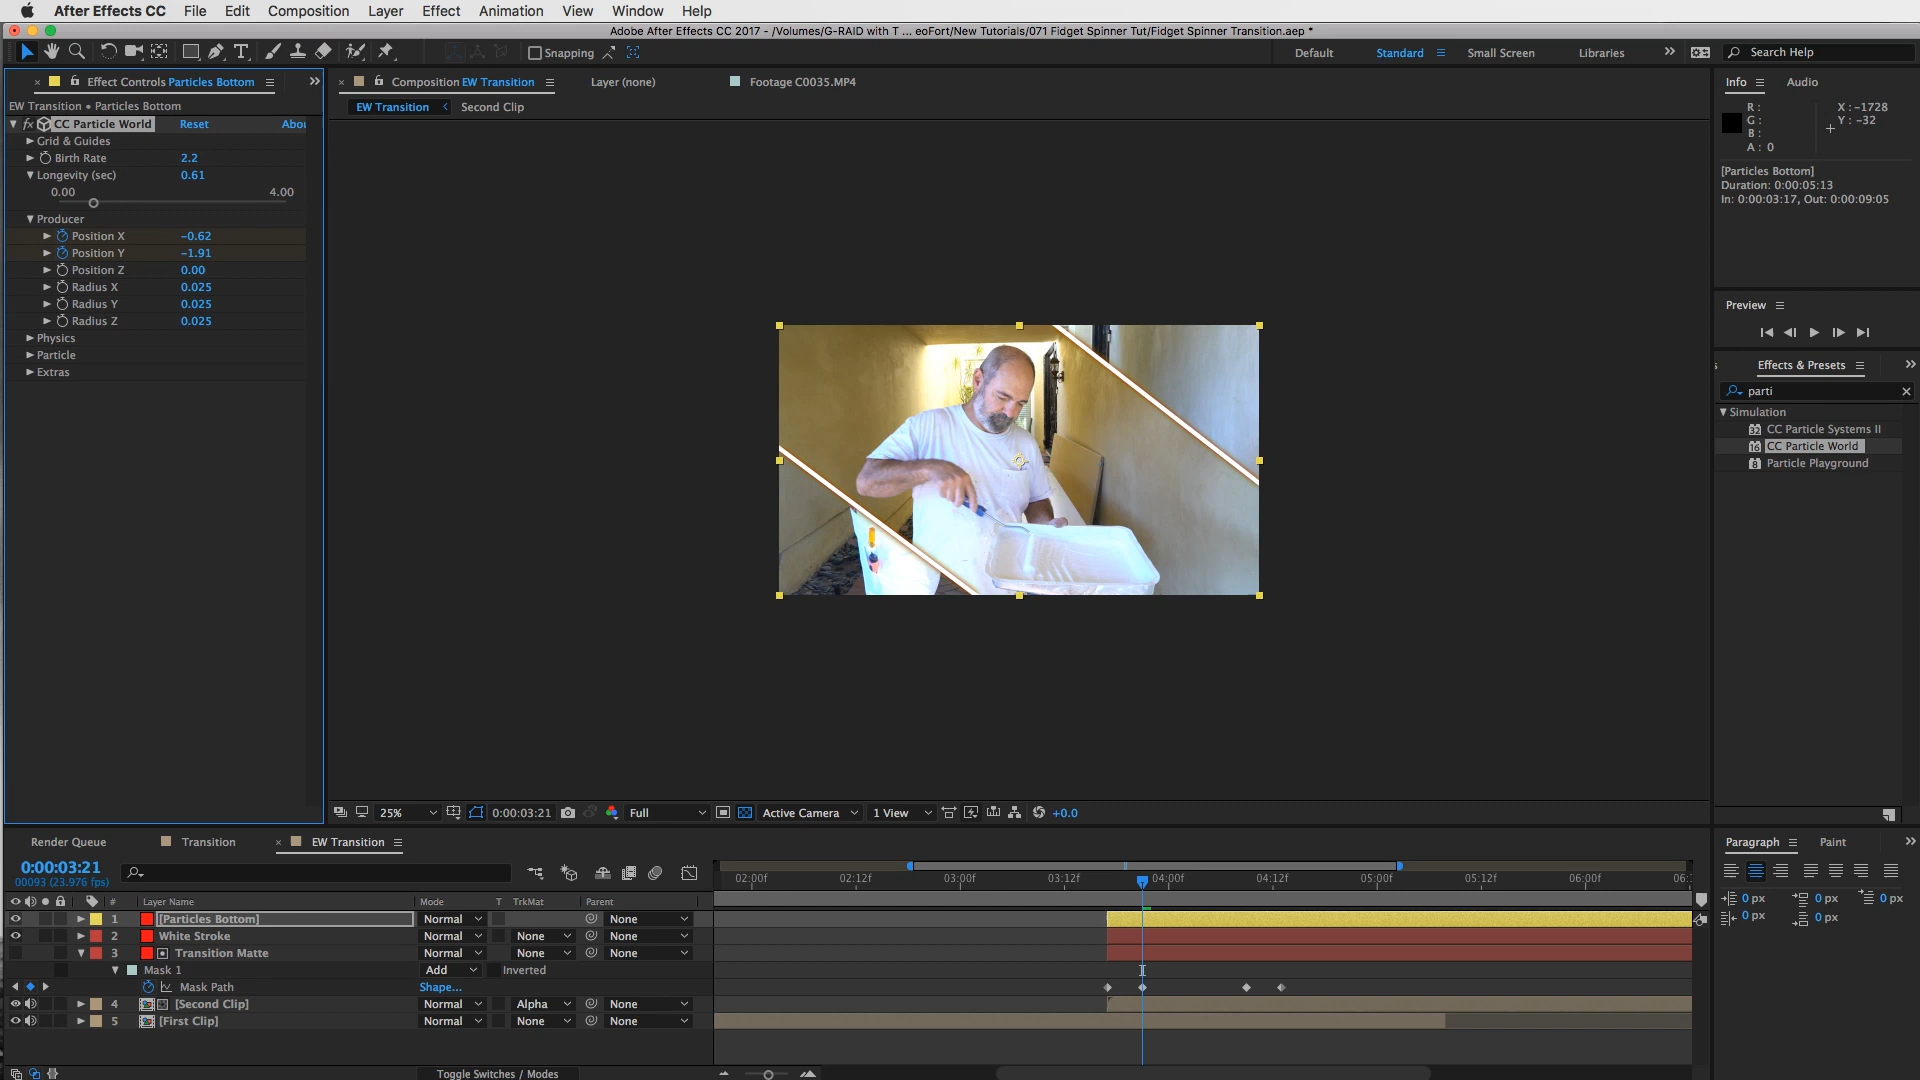 After Effects CC File Edit Composition Layer Effect Animation View Window Help
Adobe After Effects CC 2017 - /Volumes/G-RAID with T ... eoFort/New Tutorials/071 Fidget Spinner Tut/Fidget Spinner Transition.aep *
Snapping Default Standard Small Screen Libraries Search Help
Effect Controls Particles Bottom
Composition EW Transition Layer (none) Footage C0035.MP4
Info Audio
EW Transition • Particles Bottom
EW Transition Second Clip
fx CC Particle World Reset Abou
Grid & Guides
Birth Rate 2.2
Longevity (sec) 0.61
0.00 4.00
Producer
Position X -0.62
Position Y -1.91
Position Z 0.00
Radius X 0.025
Radius Y 0.025
Radius Z 0.025
Physics
Particle
Extras
R : X : -1728
G : Y : -32
B :
A : 0
[Particles Bottom]
Duration: 0:00:05:13
In: 0:00:03:17, Out: 0:00:09:05
Preview
Effects & Presets
parti
Simulation
32 CC Particle Systems II
16 CC Particle World
8 Particle Playground
25% 0:00:03:21 Full Active Camera 1 View +0.0
Render Queue Transition EW Transition
Paragraph Paint
0:00:03:21
00093 (23.976 fps)
02:00f 02:12f 03:00f 03:12f 04:00f 04:12f 05:00f 05:12f 06:00f 06:1
0 px 0 px 0 px
0 px 0 px
# Layer Name Mode T TrkMat Parent
1 [Particles Bottom] Normal None
2 White Stroke Normal None None
3 Transition Matte Normal None None
Mask 1 Add Inverted
Mask Path Shape...
4 [Second Clip] Normal Alpha None
5 [First Clip] Normal None None
Toggle Switches / Modes